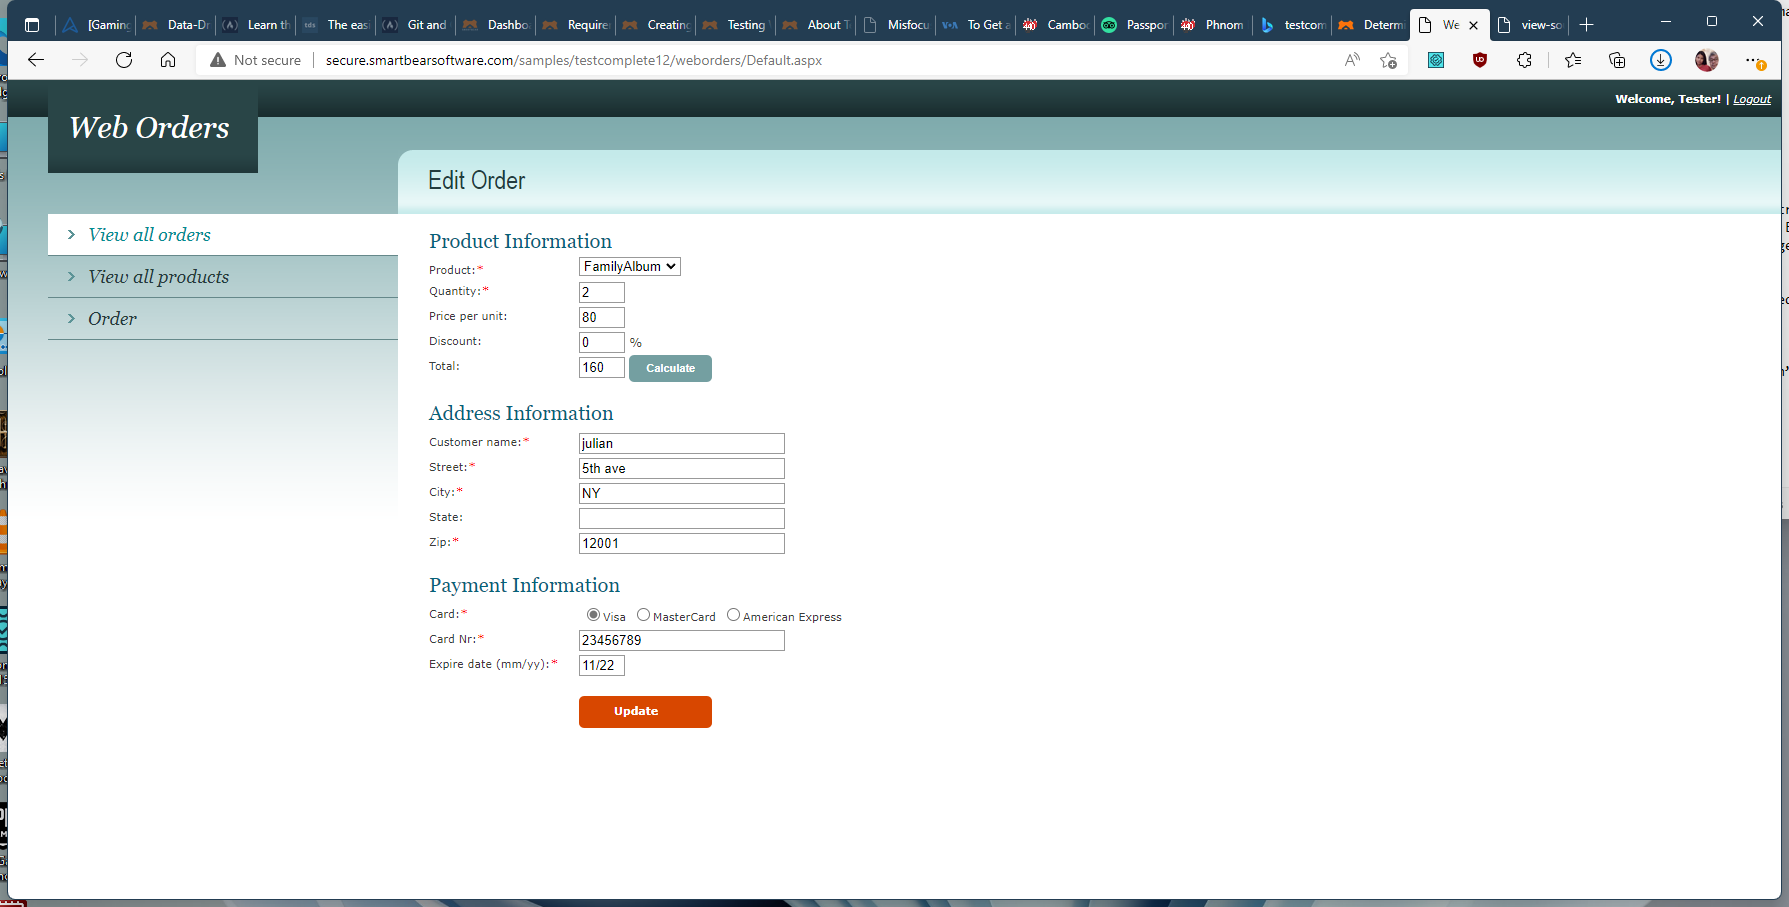 [Gaming Data-Dr Learn th The eas Git and Dashbo Require Creating Testing About T Misfocu To Get a Cambo Passpor Phnom testcom Determi We view-so
Not secure secure.smartbearsoftware.com/samples/testcomplete12/weborders/Default.aspx
Welcome, Tester! | Logout
Web Orders
Edit Order
View all orders
View all products
Order
Product Information
Product:* FamilyAlbum
Quantity:* 2
Price per unit: 80
Discount: 0 %
Total: 160 Calculate
Address Information
Customer name:* julian
Street:* 5th ave
City:* NY
State:
Zip:* 12001
Payment Information
Card:* Visa MasterCard American Express
Card Nr:* 23456789
Expire date (mm/yy):* 11/22
Update